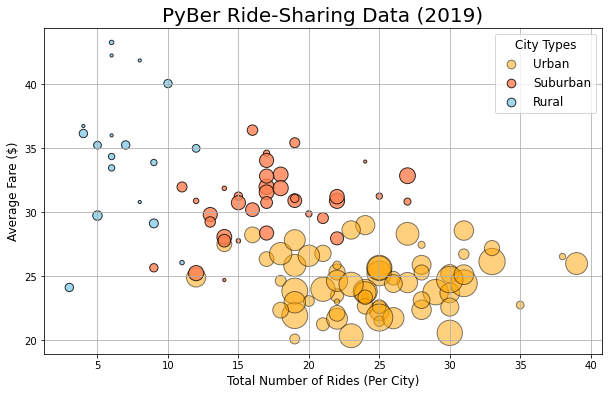 PyBer Ride-Sharing Data (2019)
City Types
Urban
Suburban
Rural
Average Fare ($)
40
35
30
25
20
5 10 15 20 25 30 35 40
Total Number of Rides (Per City)